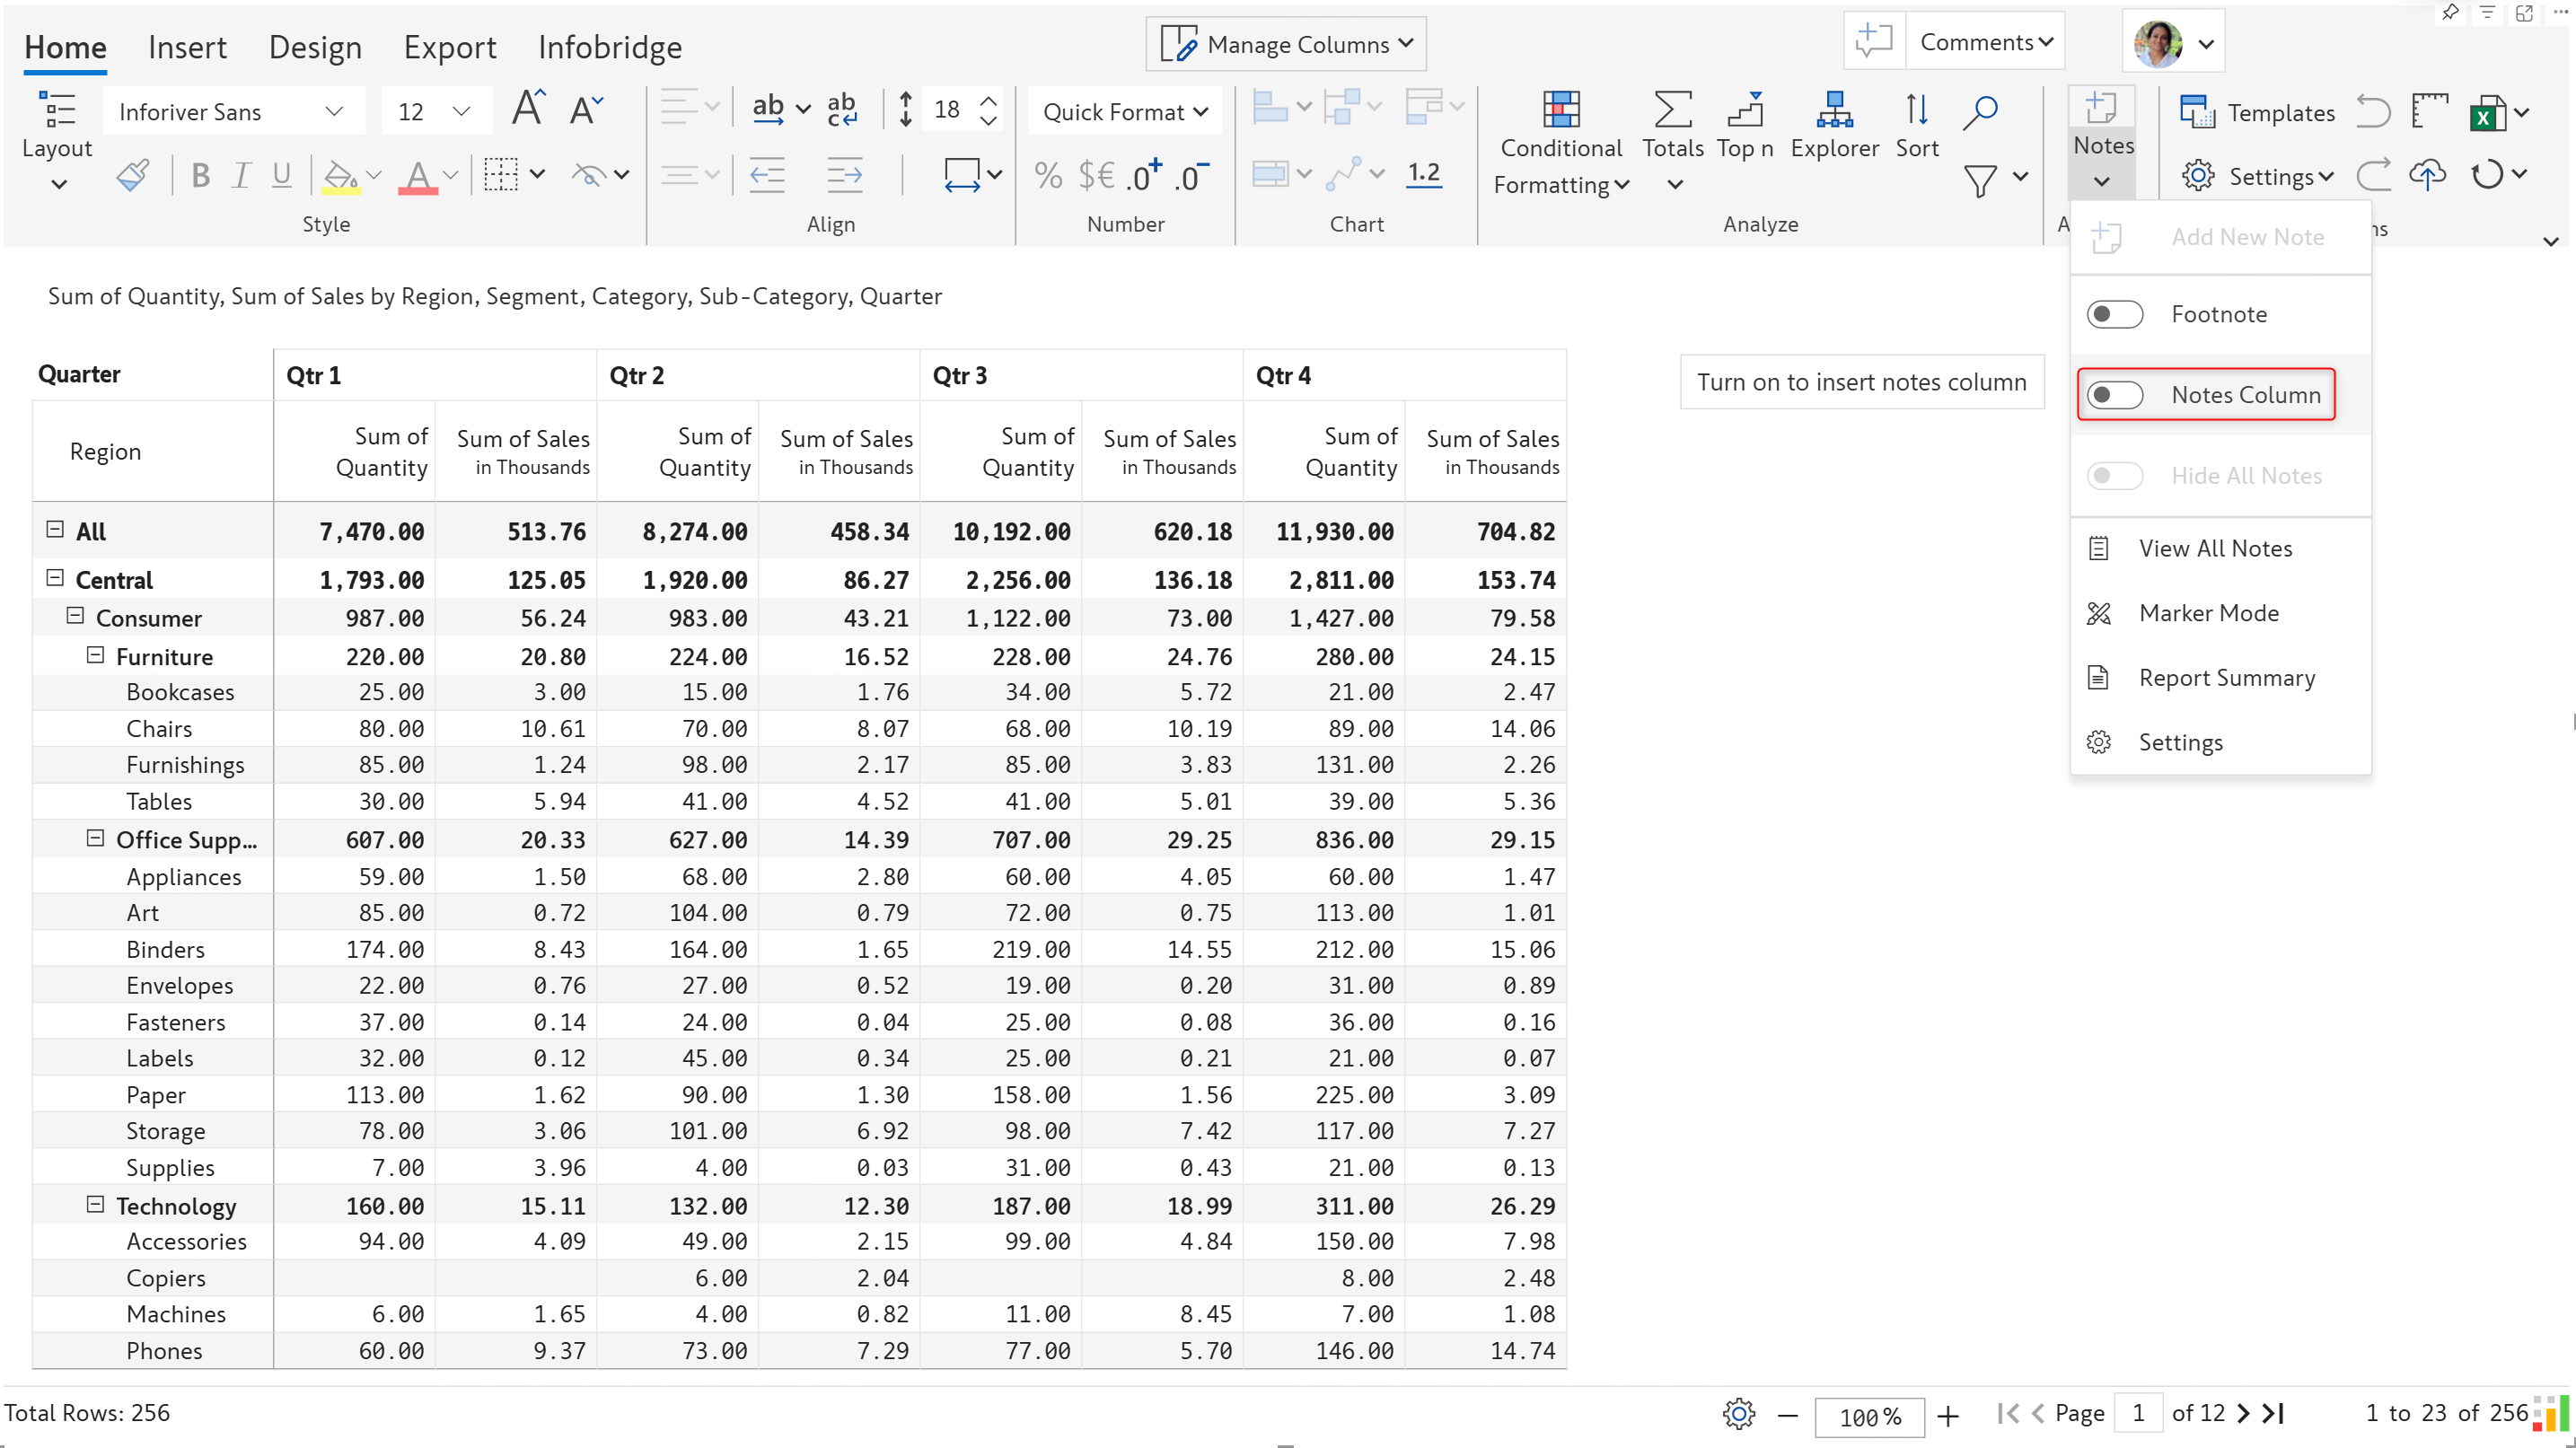 Home Insert Design Export Infobridge Manage Columns Comments
Layout Inforiver Sans 12 ab ab c 18 Quick Format Conditional Formatting Totals Top n Explorer Sort Notes Templates
B I U A % $€ .0+ .0- 1.2 Settings
Style Align Number Chart Analyze
Add New Note
Footnote
Notes Column
Hide All Notes
View All Notes
Marker Mode
Report Summary
Settings
Turn on to insert notes column
Sum of Quantity, Sum of Sales by Region, Segment, Category, Sub-Category, Quarter
Quarter Qtr 1 Qtr 2 Qtr 3 Qtr 4
Region Sum of Quantity Sum of Sales in Thousands Sum of Quantity Sum of Sales in Thousands Sum of Quantity Sum of Sales in Thousands Sum of Quantity Sum of Sales in Thousands
All 7,470.00 513.76 8,274.00 458.34 10,192.00 620.18 11,930.00 704.82
Central 1,793.00 125.05 1,920.00 86.27 2,256.00 136.18 2,811.00 153.74
Consumer 987.00 56.24 983.00 43.21 1,122.00 73.00 1,427.00 79.58
Furniture 220.00 20.80 224.00 16.52 228.00 24.76 280.00 24.15
Bookcases 25.00 3.00 15.00 1.76 34.00 5.72 21.00 2.47
Chairs 80.00 10.61 70.00 8.07 68.00 10.19 89.00 14.06
Furnishings 85.00 1.24 98.00 2.17 85.00 3.83 131.00 2.26
Tables 30.00 5.94 41.00 4.52 41.00 5.01 39.00 5.36
Office Supp... 607.00 20.33 627.00 14.39 707.00 29.25 836.00 29.15
Appliances 59.00 1.50 68.00 2.80 60.00 4.05 60.00 1.47
Art 85.00 0.72 104.00 0.79 72.00 0.75 113.00 1.01
Binders 174.00 8.43 164.00 1.65 219.00 14.55 212.00 15.06
Envelopes 22.00 0.76 27.00 0.52 19.00 0.20 31.00 0.89
Fasteners 37.00 0.14 24.00 0.04 25.00 0.08 36.00 0.16
Labels 32.00 0.12 45.00 0.34 25.00 0.21 21.00 0.07
Paper 113.00 1.62 90.00 1.30 158.00 1.56 225.00 3.09
Storage 78.00 3.06 101.00 6.92 98.00 7.42 117.00 7.27
Supplies 7.00 3.96 4.00 0.03 31.00 0.43 21.00 0.13
Technology 160.00 15.11 132.00 12.30 187.00 18.99 311.00 26.29
Accessories 94.00 4.09 49.00 2.15 99.00 4.84 150.00 7.98
Copiers 6.00 2.04 8.00 2.48
Machines 6.00 1.65 4.00 0.82 11.00 8.45 7.00 1.08
Phones 60.00 9.37 73.00 7.29 77.00 5.70 146.00 14.74
Total Rows: 256 100% Page 1 of 12 1 to 23 of 256